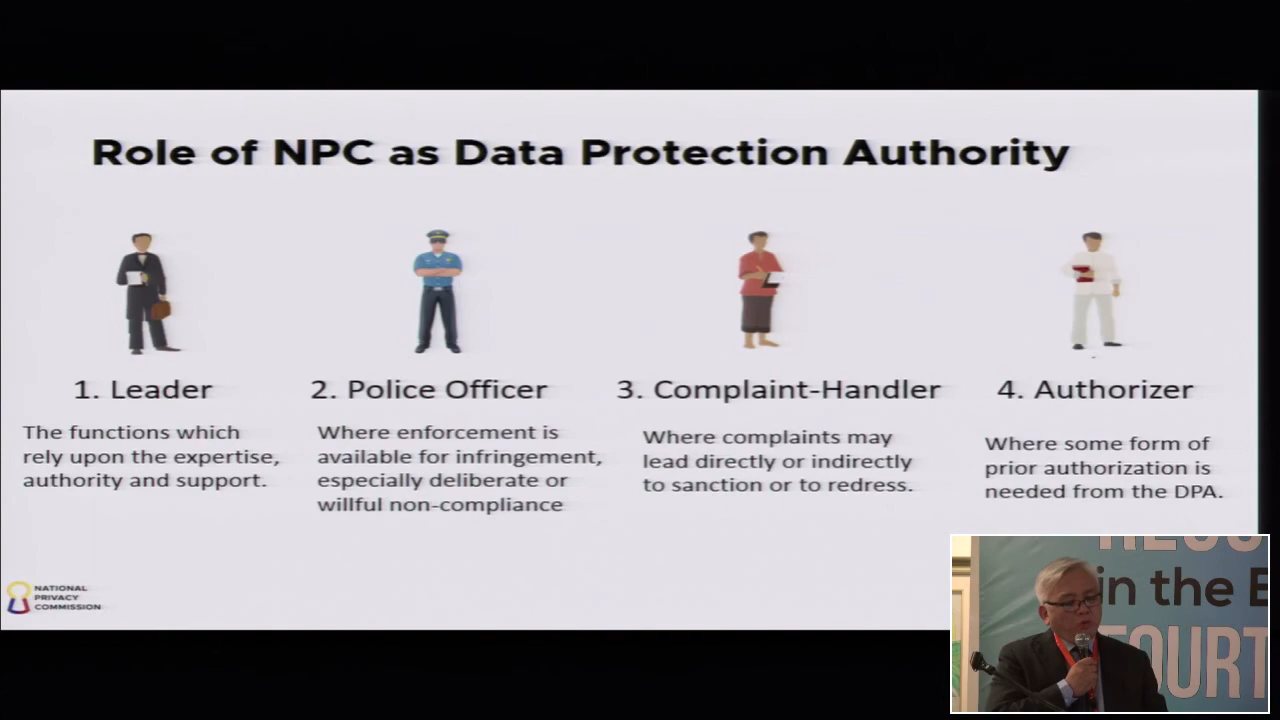 Role of NPC as Data Protection Authority
1. Leader
The functions which
rely upon the expertise,
authority and support.
2. Police Officer
Where enforcement is
available for infringement,
especially deliberate or
willful non-compliance
3. Complaint-Handler
Where complaints may
lead directly or indirectly
to sanction or to redress.
4. Authorizer
Where some form of
prior authorization is
needed from the DPA.
NATIONAL
PRIVACY
COMMISSION
in the